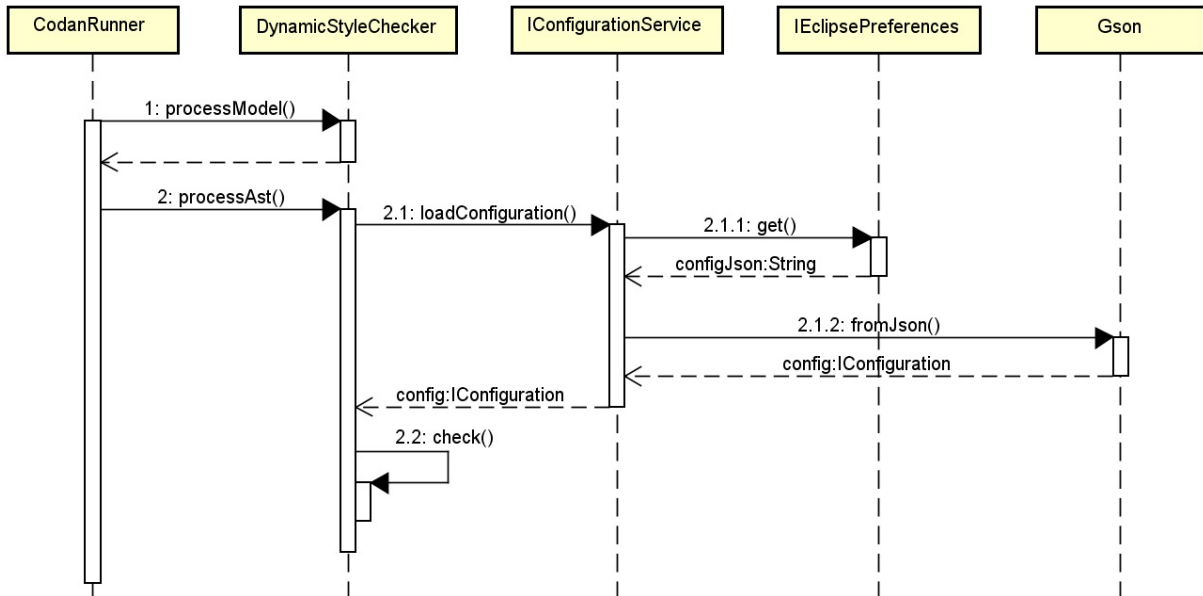 CodanRunner
DynamicStyleChecker
IConfigurationService
IEclipsePreferences
Gson
1: processModel()
2: processAst()
2.1: loadConfiguration()
2.1.1: get()
configJson:String
2.1.2: fromJson()
config:IConfiguration
config:IConfiguration
2.2: check()